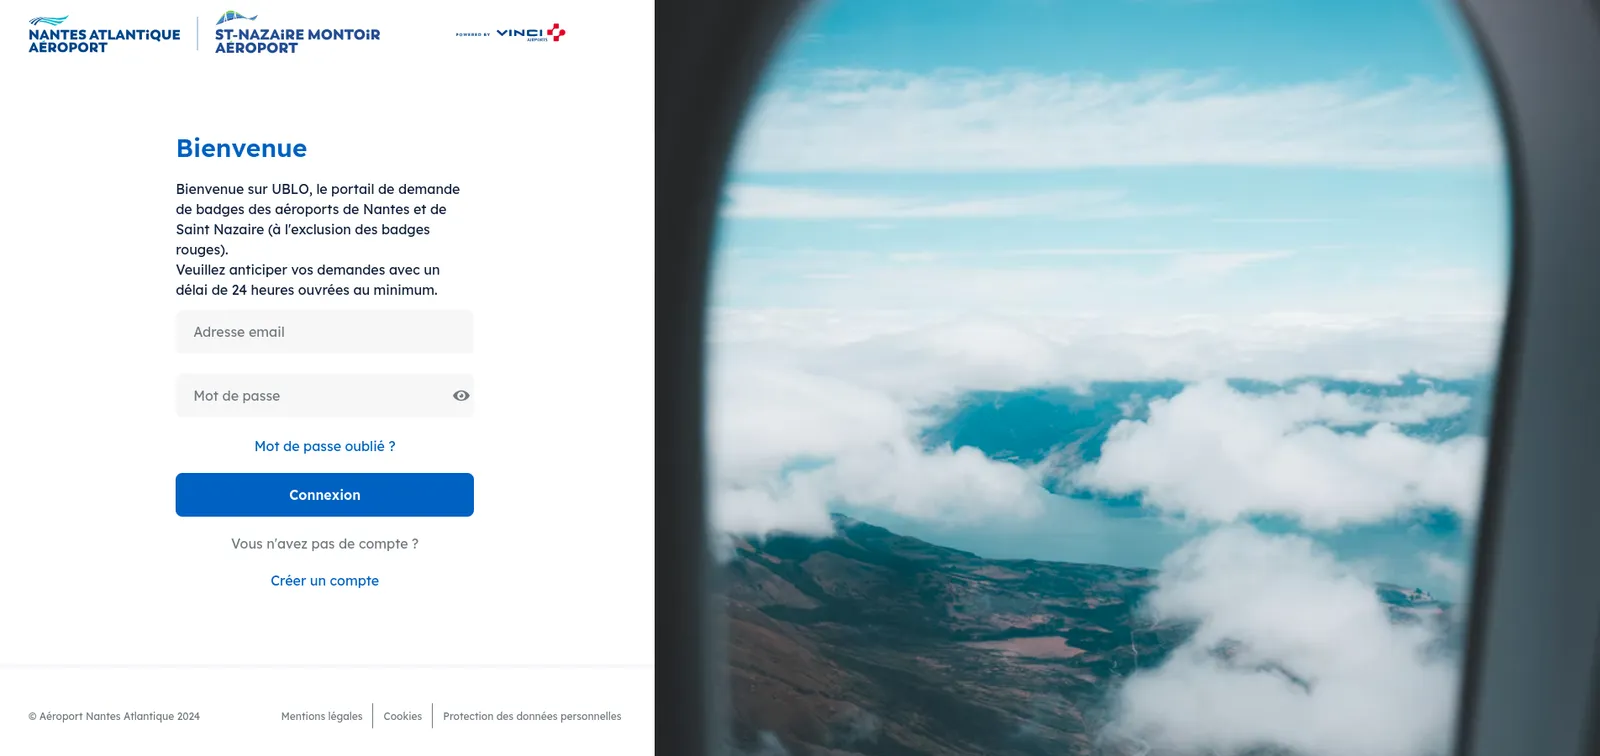 NANTES ATLANTiQUE
AÉROPORT
ST-NAZAiRE MONTOiR
AÉROPORT
POWERED BY VINCI
AIRPORTS
Bienvenue
Bienvenue sur UBLO, le portail de demande
de badges des aéroports de Nantes et de
Saint Nazaire (à l'exclusion des badges
rouges).
Veuillez anticiper vos demandes avec un
délai de 24 heures ouvrées au minimum.
Adresse email
Mot de passe
Mot de passe oublié ?
Connexion
Vous n'avez pas de compte ?
Créer un compte
© Aéroport Nantes Atlantique 2024
Mentions légales
Cookies
Protection des données personnelles